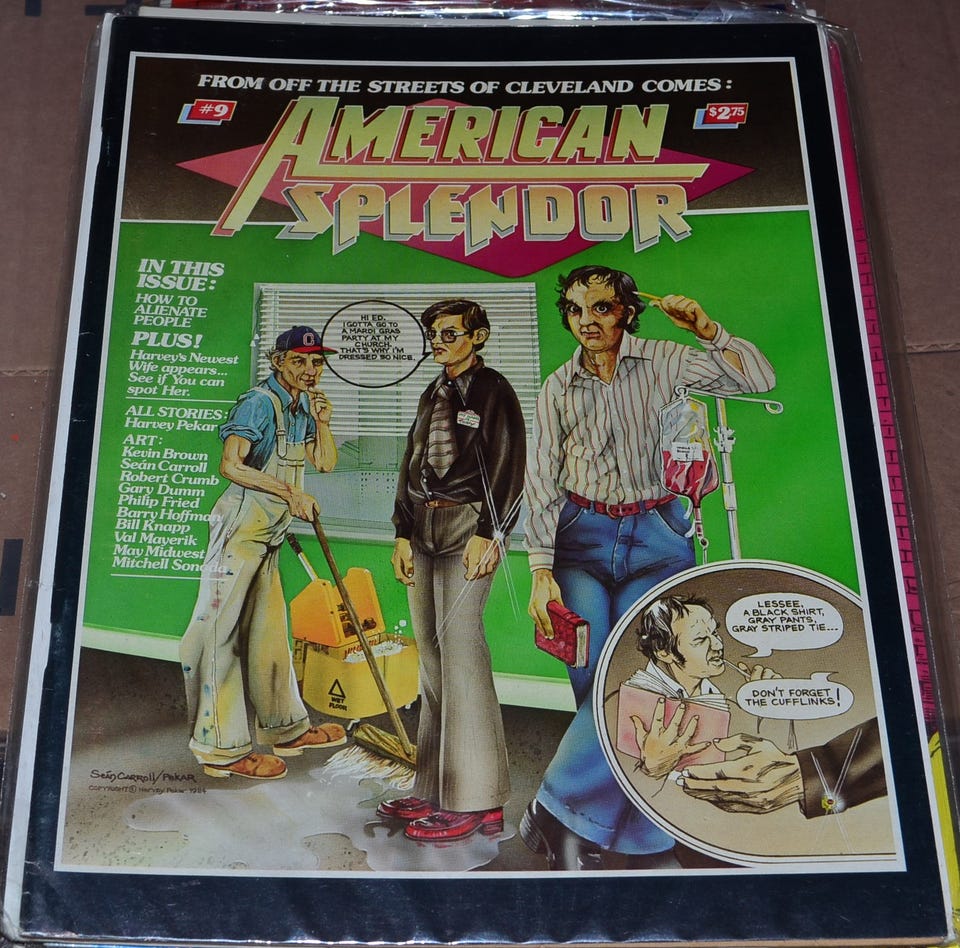 FROM OFF THE STREETS OF CLEVELAND COMES:
#9
$2.75
AMERICAN
SPLENDOR
IN THIS
ISSUE:
HOW TO
ALIENATE
PEOPLE
PLUS!
Harvey's Newest
Wife appears...
See if You can
spot Her.
ALL STORIES:
Harvey Pekar
ART:
Kevin Brown
Seán Carroll
Robert Crumb
Gary Dumm
Philip Fried
Barry Hoffman
Bill Knapp
Val Mayerik
May Midwest
Mitchell
C
HI ED,
I GOTTA GO TO
A MARDI GRAS
PARTY AT MY
CHURCH.
THAT'S WHY I'M
DRESSED SO NICE.
WET
FLOOR
LESSEE,
A BLACK SHIRT,
GRAY PANTS,
GRAY STRIPED TIE...
DON'T FORGET
THE CUFFLINKS!
Seán Carroll/PEKAR
COPYRIGHT © Harvey Pekar 1984